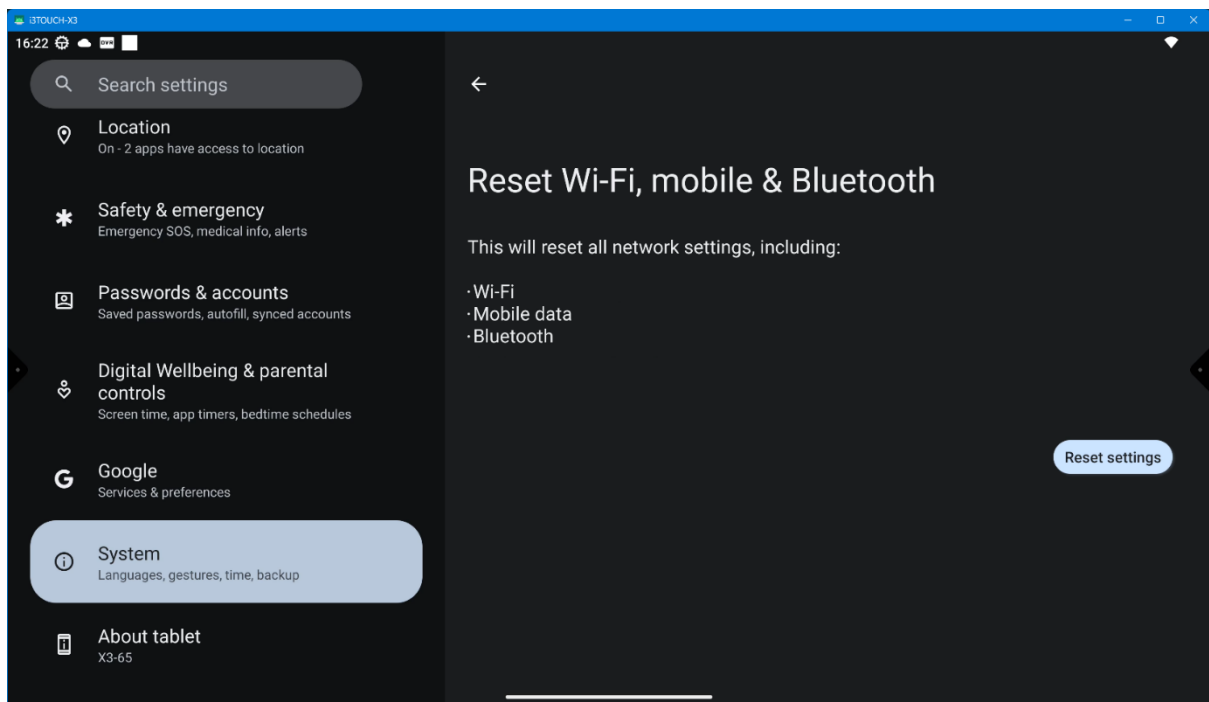 i3TOUCH-X3
16:22
Search settings
Location
On - 2 apps have access to location
Safety & emergency
Emergency SOS, medical info, alerts
Passwords & accounts
Saved passwords, autofill, synced accounts
Digital Wellbeing & parental
controls
Screen time, app timers, bedtime schedules
Google
Services & preferences
System
Languages, gestures, time, backup
About tablet
X3-65
Reset Wi-Fi, mobile & Bluetooth
This will reset all network settings, including:
·Wi-Fi
·Mobile data
·Bluetooth
Reset settings